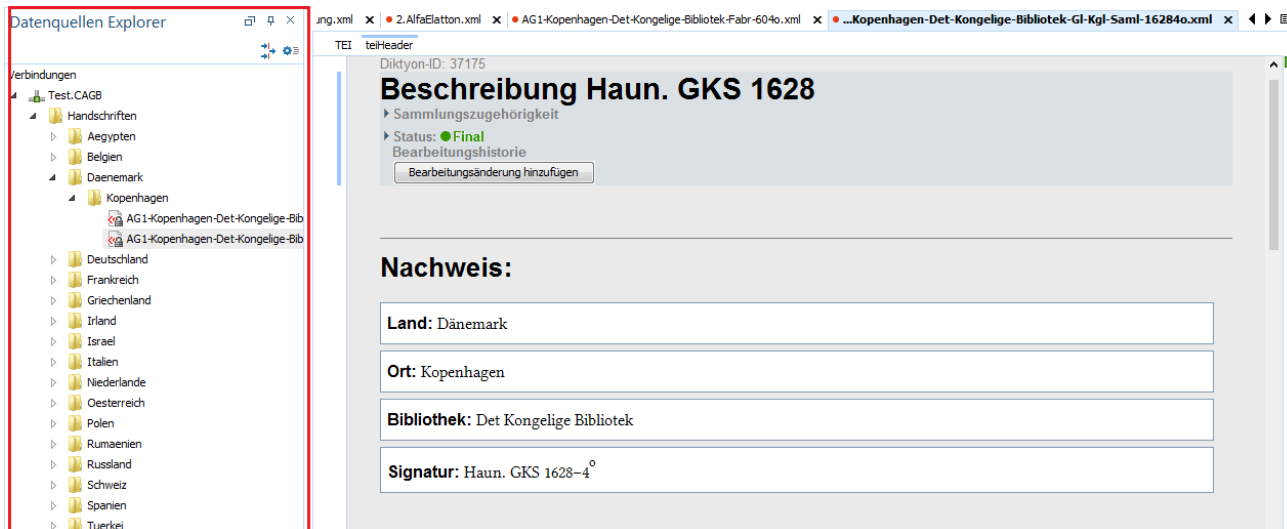 Datenquellen Explorer
Verbindungen
Test.CAGB
Handschriften
Aegypten
Belgien
Daenemark
Kopenhagen
AG1-Kopenhagen-Det-Kongelige-Bib
AG1-Kopenhagen-Det-Kongelige-Bib
Deutschland
Frankreich
Griechenland
Irland
Israel
Italien
Niederlande
Oesterreich
Polen
Rumaenien
Russland
Schweiz
Spanien
Tuerkei
ung.xml 2.AlfaElatton.xml AG1-Kopenhagen-Det-Kongelige-Bibliotek-Fabr-604o.xml ...Kopenhagen-Det-Kongelige-Bibliotek-Gl-Kgl-Saml-16284o.xml
TEI teiHeader
Diktyon-ID: 37175
Beschreibung Haun. GKS 1628
Sammlungszugehörigkeit
Status: Final
Bearbeitungshistorie
Bearbeitungsänderung hinzufügen
Nachweis:
Land: Dänemark
Ort: Kopenhagen
Bibliothek: Det Kongelige Bibliotek
Signatur: Haun. GKS 1628–4º